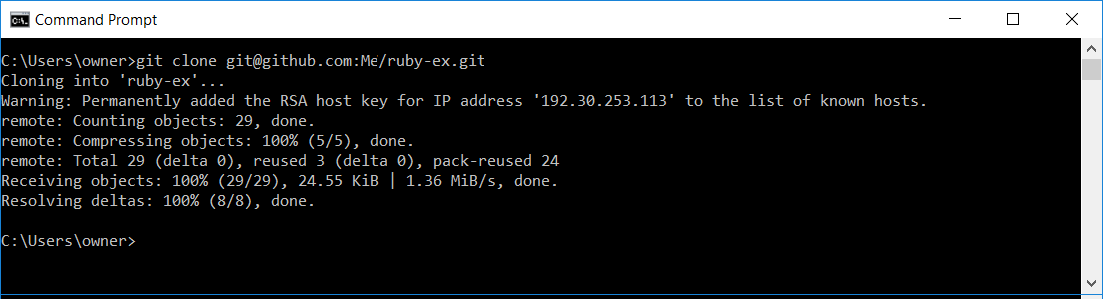 Command Prompt
C:\Users\owner>git clone git@github.com:Me/ruby-ex.git
Cloning into 'ruby-ex'...
Warning: Permanently added the RSA host key for IP address '192.30.253.113' to the list of known hosts.
remote: Counting objects: 29, done.
remote: Compressing objects: 100% (5/5), done.
remote: Total 29 (delta 0), reused 3 (delta 0), pack-reused 24
Receiving objects: 100% (29/29), 24.55 KiB | 1.36 MiB/s, done.
Resolving deltas: 100% (8/8), done.
C:\Users\owner>